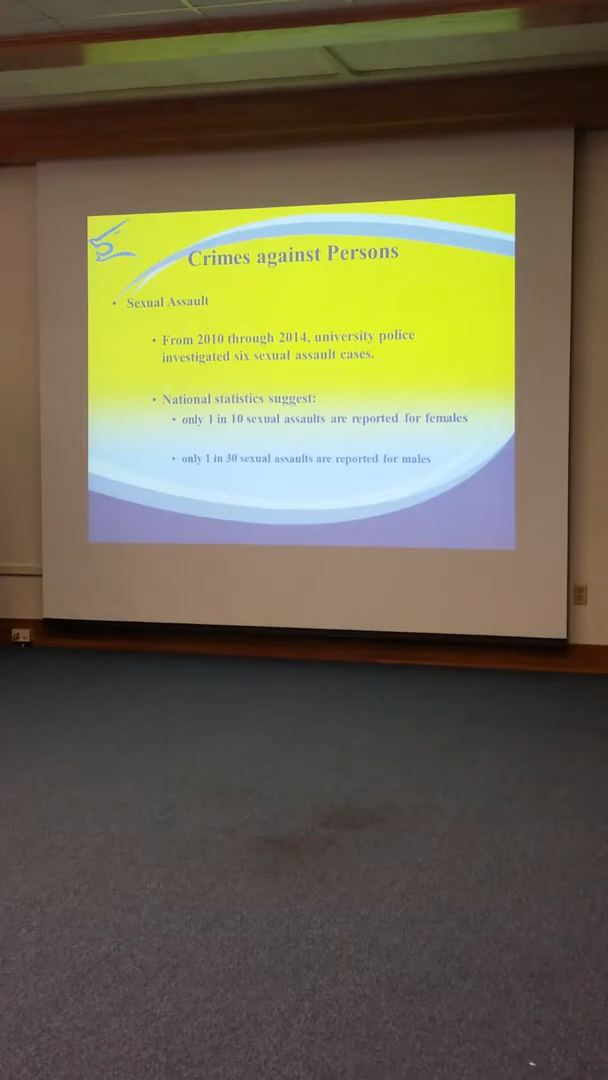 Crimes against Persons
• Sexual Assault
• From 2010 through 2014, university police
investigated six sexual assault cases.
• National statistics suggest:
• only 1 in 10 sexual assaults are reported for females
• only 1 in 30 sexual assaults are reported for males